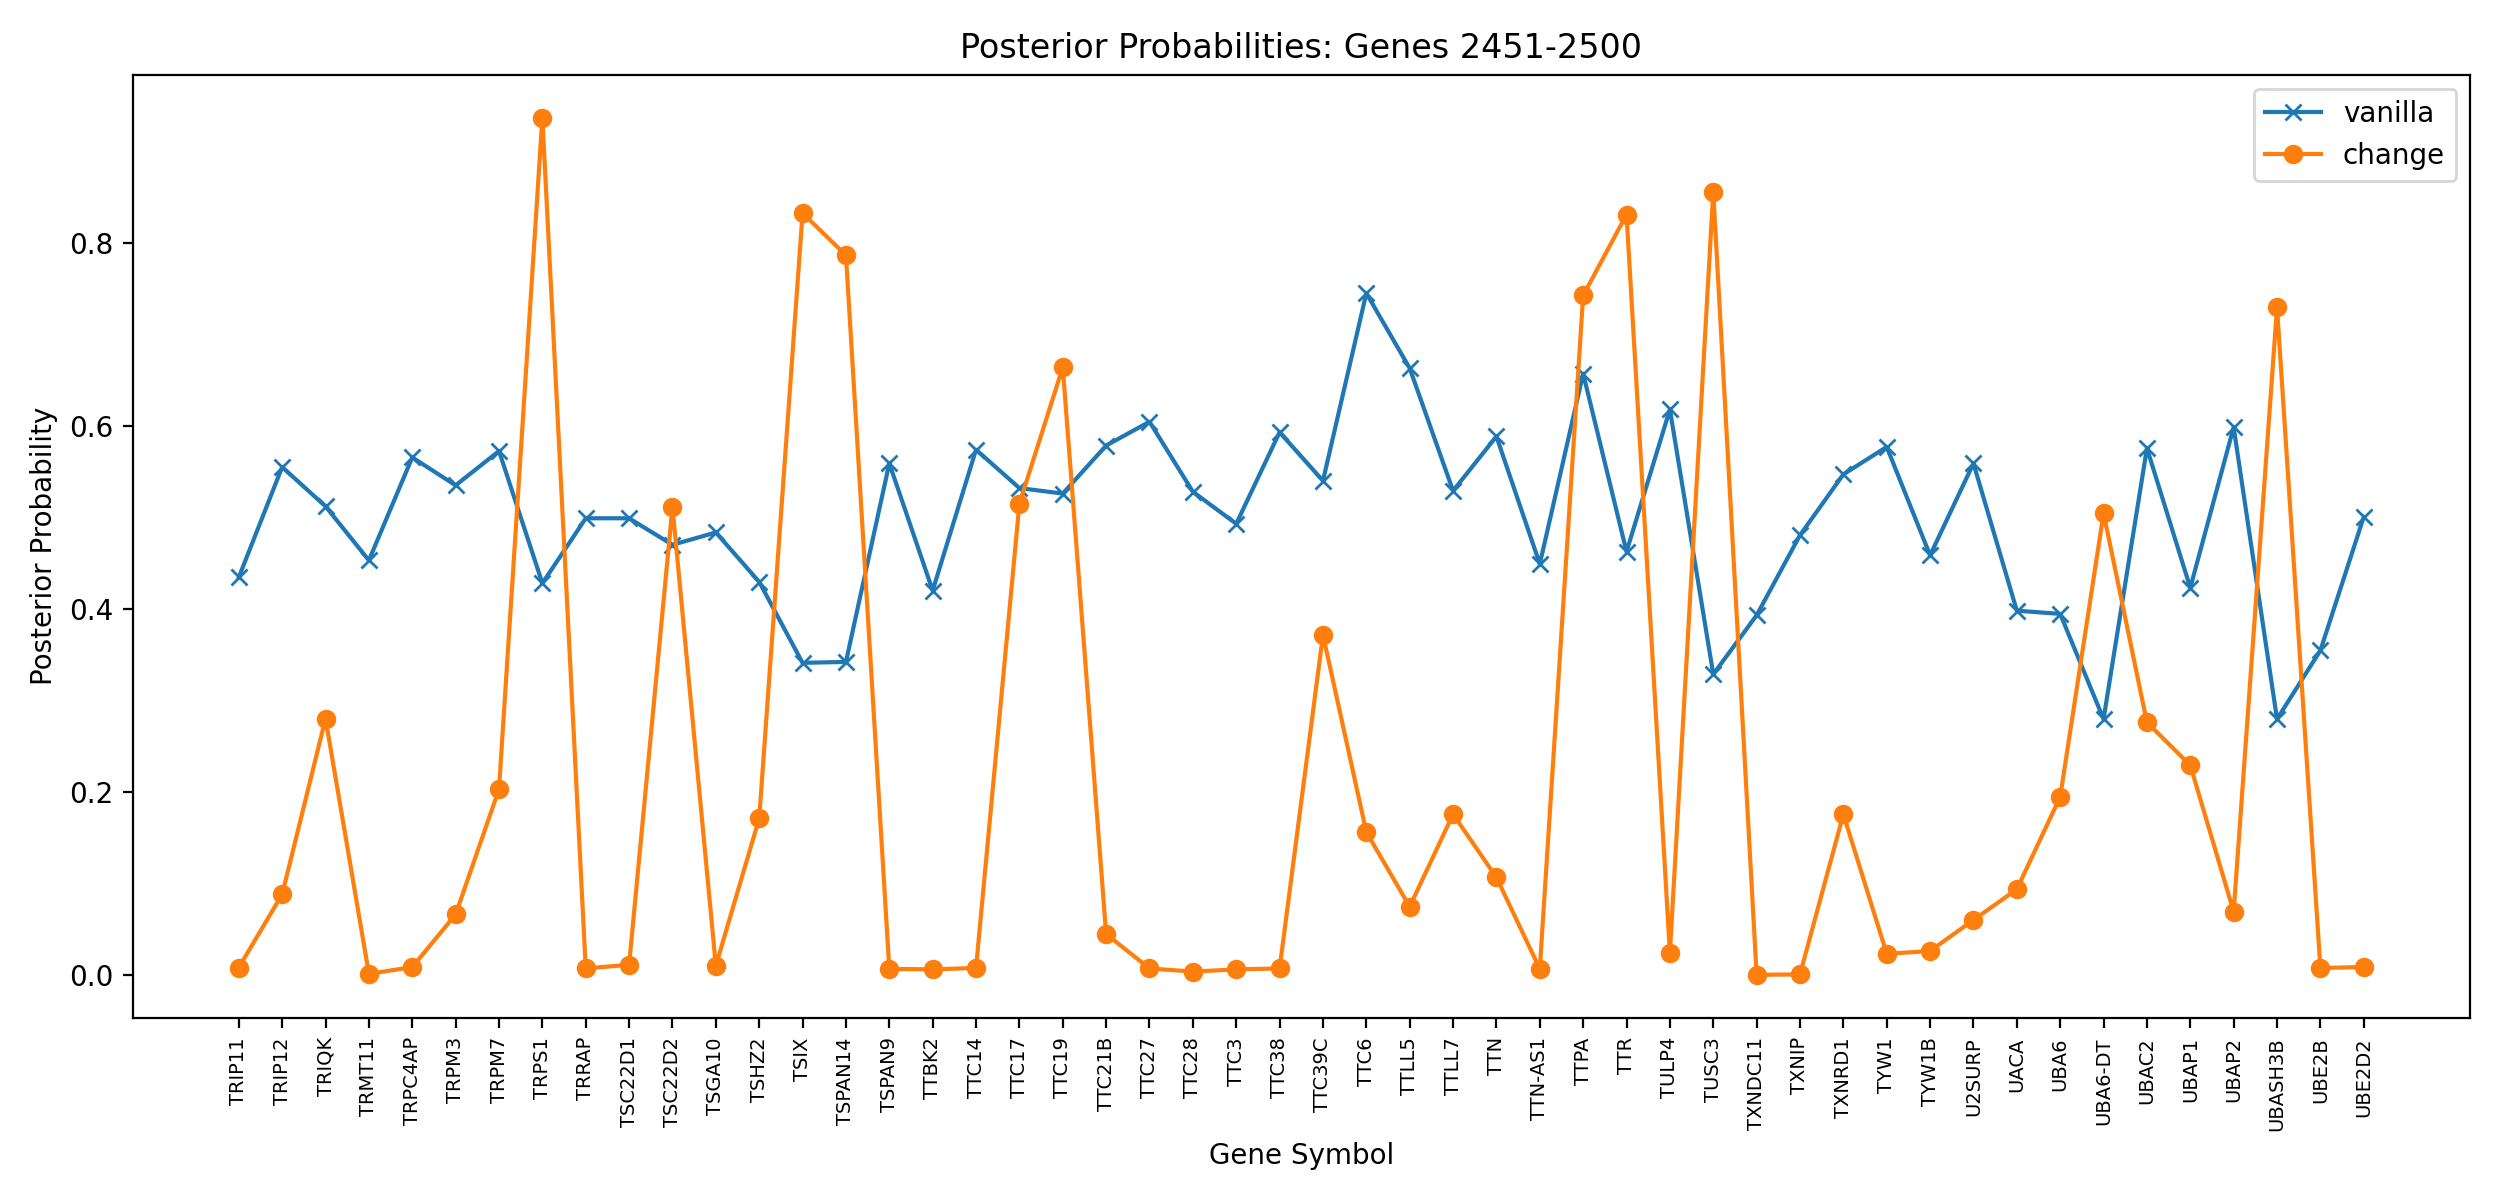 Posterior Probabilities: Genes 2451-2500
vanilla
change
Posterior Probability
0.8
0.6
0.4
0.2
0.0
TRIP11
TRIP12
TRIQK
TRMT11
TRPC4AP
TRPM3
TRPM7
TRPS1
TRRAP
TSC22D1
TSC22D2
TSGA10
TSHZ2
TSIX
TSPAN14
TSPAN9
TTBK2
TTC14
TTC17
TTC19
TTC21B
TTC27
TTC28
TTC3
TTC38
TTC39C
TTC6
TTLL5
TTLL7
TTN
TTN-AS1
TTPA
TTR
TULP4
TUSC3
TXNDC11
TXNIP
TXNRD1
TYW1
TYW1B
U2SURP
UACA
UBA6
UBA6-DT
UBAC2
UBAP1
UBAP2
UBASH3B
UBE2B
UBE2D2
Gene Symbol